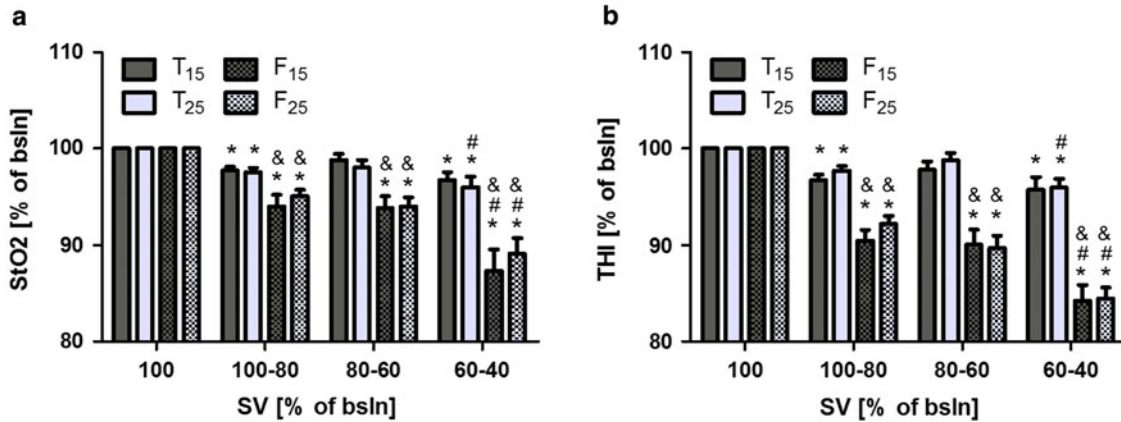 a
StO2 [% of bsln]
110
100
90
80
T15 F15
T25 F25
* * & & * *
& & * *
* # * & & # # * *
100 100-80 80-60 60-40
SV [% of bsln]
b
THI [% of bsln]
110
100
90
80
T15 F15
T25 F25
* * & & * *
& & * *
* # * & & # # * *
100 100-80 80-60 60-40
SV [% of bsln]